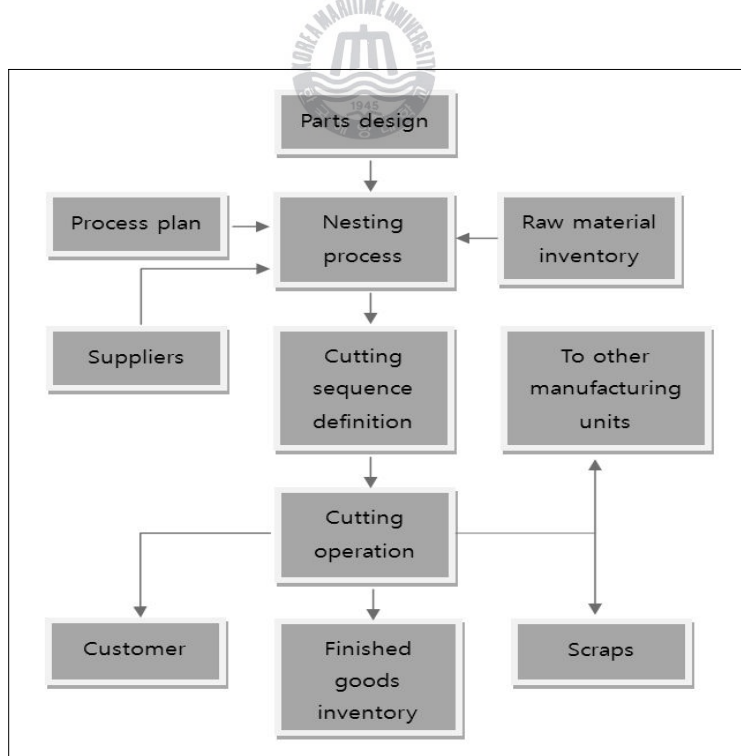 KOREA MARITIME UNIVERSITY
1945
Parts design
Process plan
Nesting
process
Raw material
inventory
Suppliers
Cutting
sequence
definition
To other
manufacturing
units
Cutting
operation
Customer
Finished
goods
inventory
Scraps